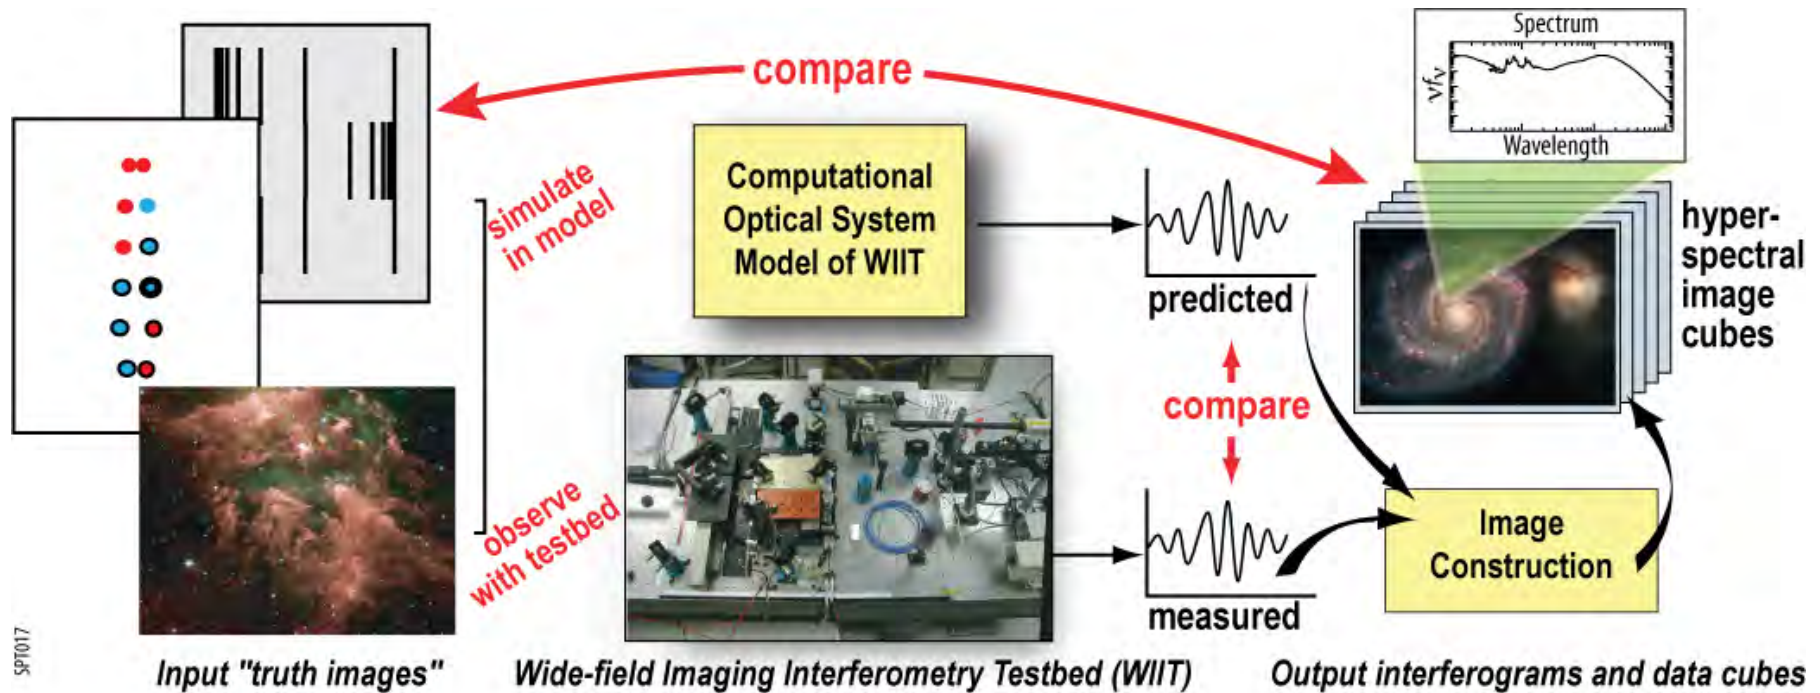 compare
simulate
in model
observe
with testbed
Computational
Optical System
Model of WIIT
predicted
compare
measured
Spectrum
νfν
Wavelength
hyper-
spectral
image
cubes
Image
Construction
SPT017
Input "truth images"
Wide-field Imaging Interferometry Testbed (WIIT)
Output interferograms and data cubes